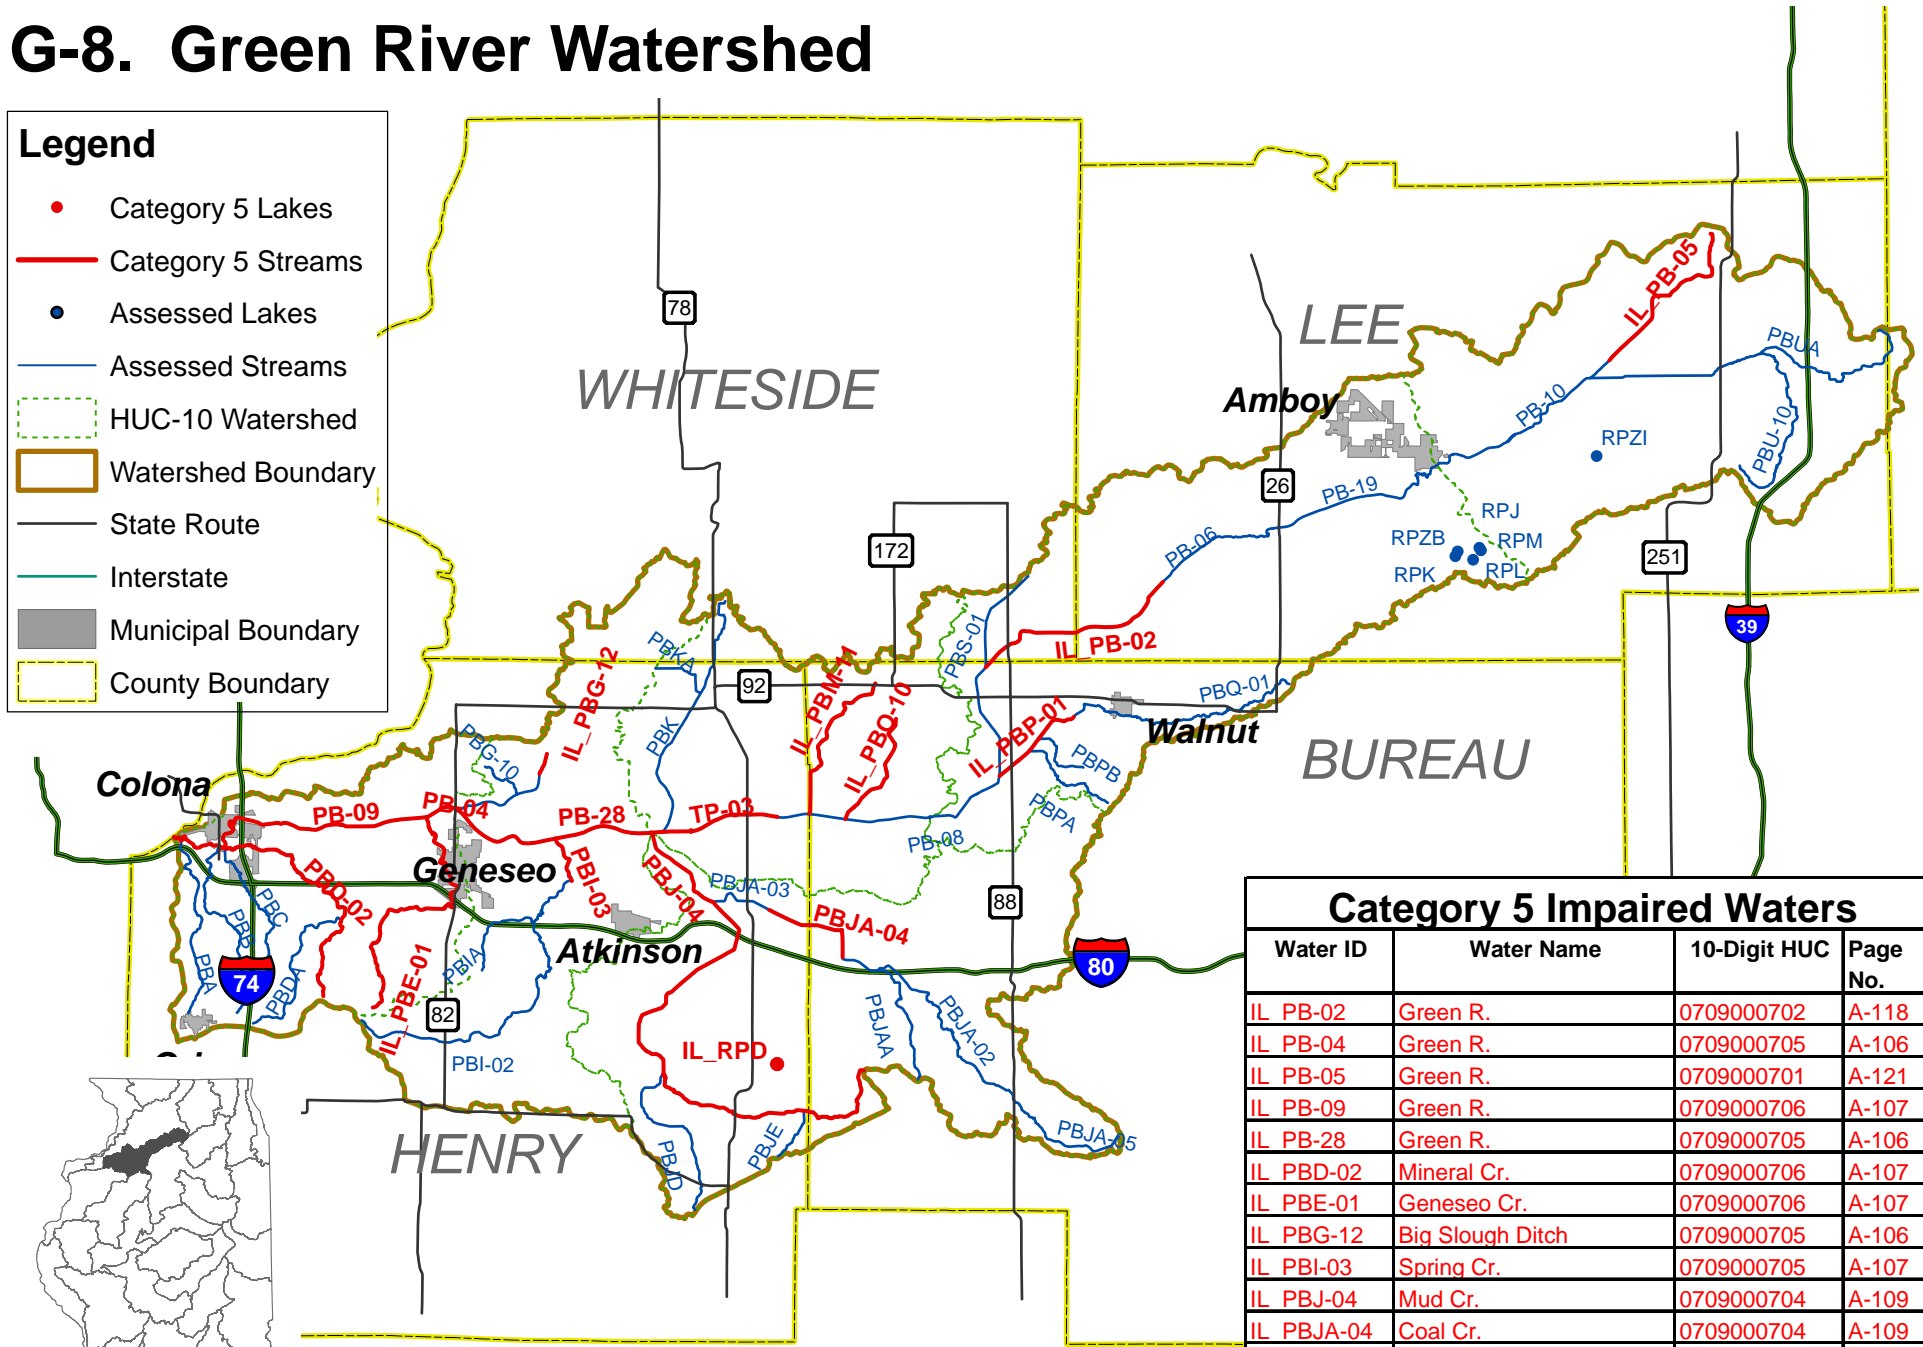 G-8. Green River Watershed
Legend
Category 5 Lakes
Category 5 Streams
Assessed Lakes
Assessed Streams
HUC-10 Watershed
Watershed Boundary
State Route
Interstate
Municipal Boundary
County Boundary
78
WHITESIDE
LEE
IL_PB-05
PBUA
Amboy
PB-10
RPZI
PBU-10
26
PB-19
RPJ
RPZB
RPM
RPK
RPL
251
172
PB-06
39
PBS-01
IL_PB-02
PBKA
IL_PBG-12
92
IL_PBM-11
IL_PBQ-10
PBQ-01
PBK
IL_PBP-01
Walnut
PBG-10
PBPB
BUREAU
Colona
PB-09
PB-04
PB-28
TP-03
PBPA
PB-08
Geneseo
PBD-02
PBI-03
PBJ-04
PBJA-03
88
PBC
PBB
PBJA-04
Atkinson
80
PBA
74
PBDA
IL_PBE-01
PBIA
82
PBJAA
PBJA-02
IL_RPD
PBI-02
HENRY
PBJD
PBJE
PBJA-05
Category 5 Impaired Waters
Water ID Water Name 10-Digit HUC Page No.
IL_PB-02 Green R. 0709000702 A-118
IL_PB-04 Green R. 0709000705 A-106
IL_PB-05 Green R. 0709000701 A-121
IL_PB-09 Green R. 0709000706 A-107
IL_PB-28 Green R. 0709000705 A-106
IL_PBD-02 Mineral Cr. 0709000706 A-107
IL_PBE-01 Geneseo Cr. 0709000706 A-107
IL_PBG-12 Big Slough Ditch 0709000705 A-106
IL_PBI-03 Spring Cr. 0709000705 A-107
IL_PBJ-04 Mud Cr. 0709000704 A-109
IL_PBJA-04 Coal Cr. 0709000704 A-109